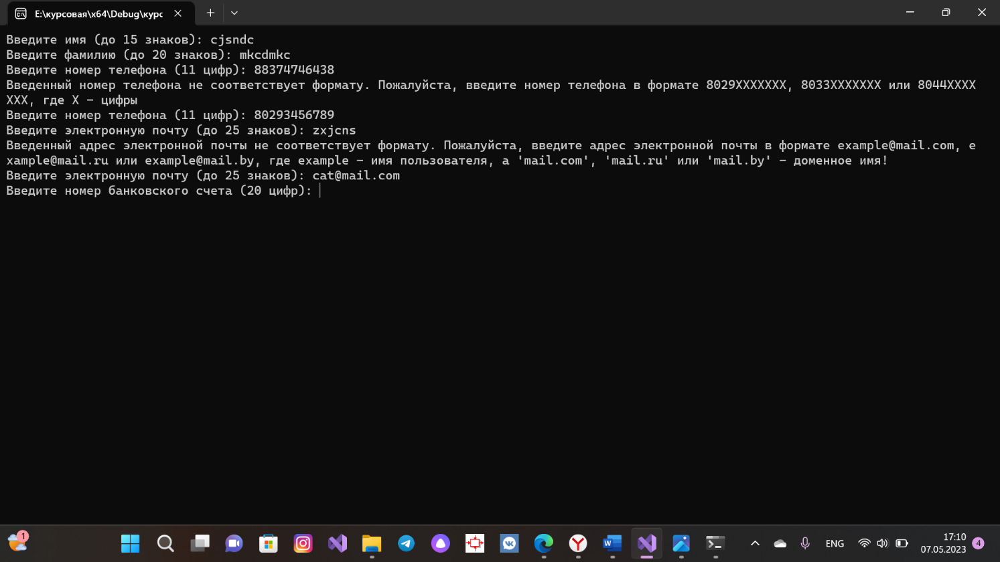 E:\курсовая\x64\Debug\курс
Введите имя (до 15 знаков): cjsndc
Введите фамилию (до 20 знаков): mkcdmkc
Введите номер телефона (11 цифр): 88374746438
Введенный номер телефона не соответствует формату. Пожалуйста, введите номер телефона в формате 8029XXXXXXX, 8033XXXXXXX или 8044XXXX
XXX, где X - цифры
Введите номер телефона (11 цифр): 80293456789
Введите электронную почту (до 25 знаков): zxjcns
Введенный адрес электронной почты не соответствует формату. Пожалуйста, введите адрес электронной почты в формате example@mail.com, e
xample@mail.ru или example@mail.by, где example - имя пользователя, а 'mail.com', 'mail.ru' или 'mail.by' - доменное имя!
Введите электронную почту (до 25 знаков): cat@mail.com
Введите номер банковского счета (20 цифр):
1
ENG
17:10
07.05.2023
4